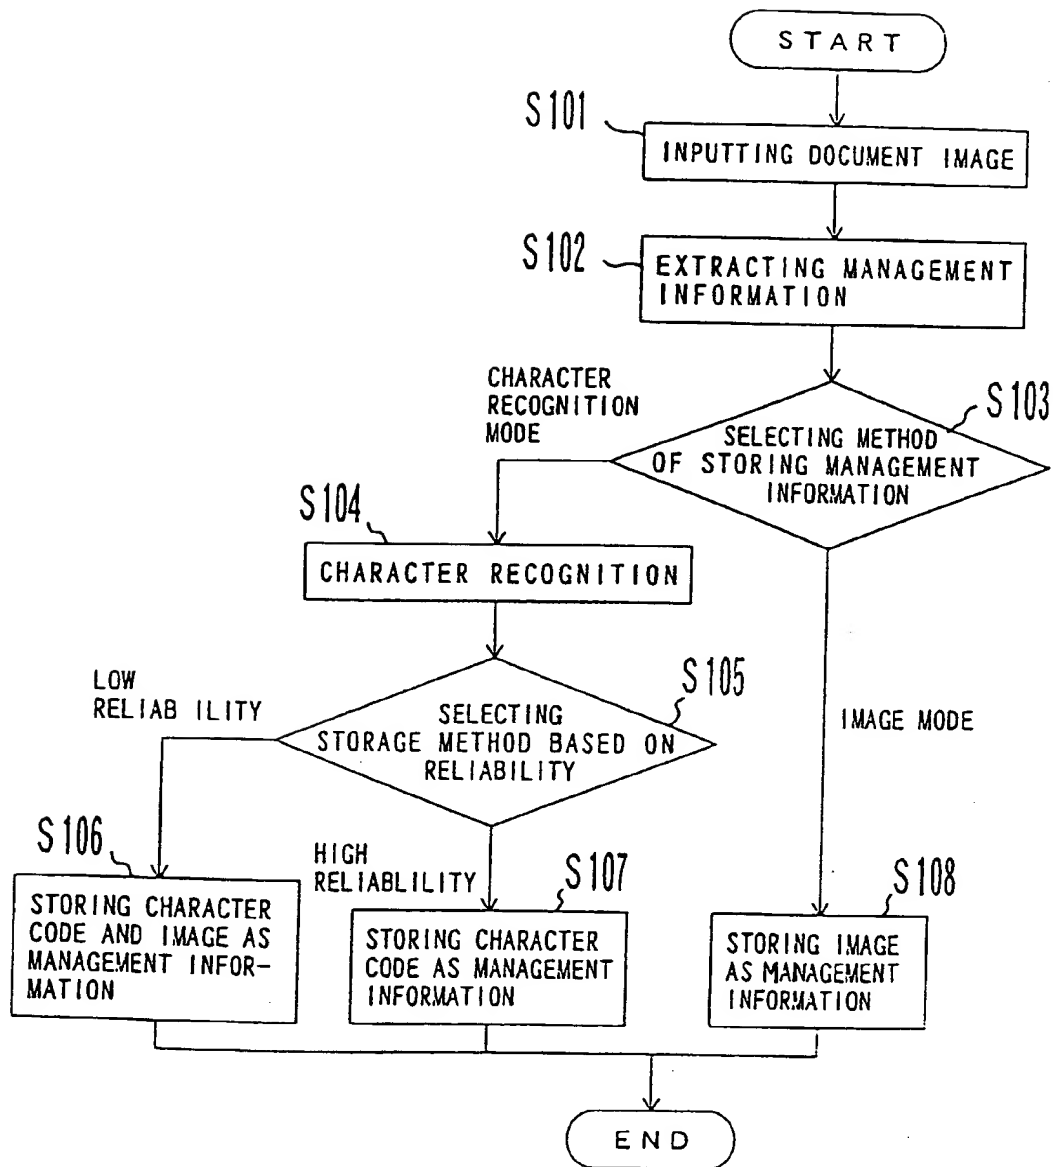 START
S101
INPUTTING DOCUMENT IMAGE
S102
EXTRACTING MANAGEMENT
INFORMATION
CHARACTER
RECOGNITION
MODE
S103
SELECTING METHOD
OF STORING MANAGEMENT
INFORMATION
S104
CHARACTER RECOGNITION
LOW
RELIAB ILITY
S105
SELECTING
STORAGE METHOD BASED ON
RELIABILITY
IMAGE MODE
S106
STORING CHARACTER
CODE AND IMAGE AS
MANAGEMENT INFOR-
MATION
HIGH
RELIABLILITY
S107
STORING CHARACTER
CODE AS MANAGEMENT
INFORMATION
S108
STORING IMAGE
AS MANAGEMENT
INFORMATION
END